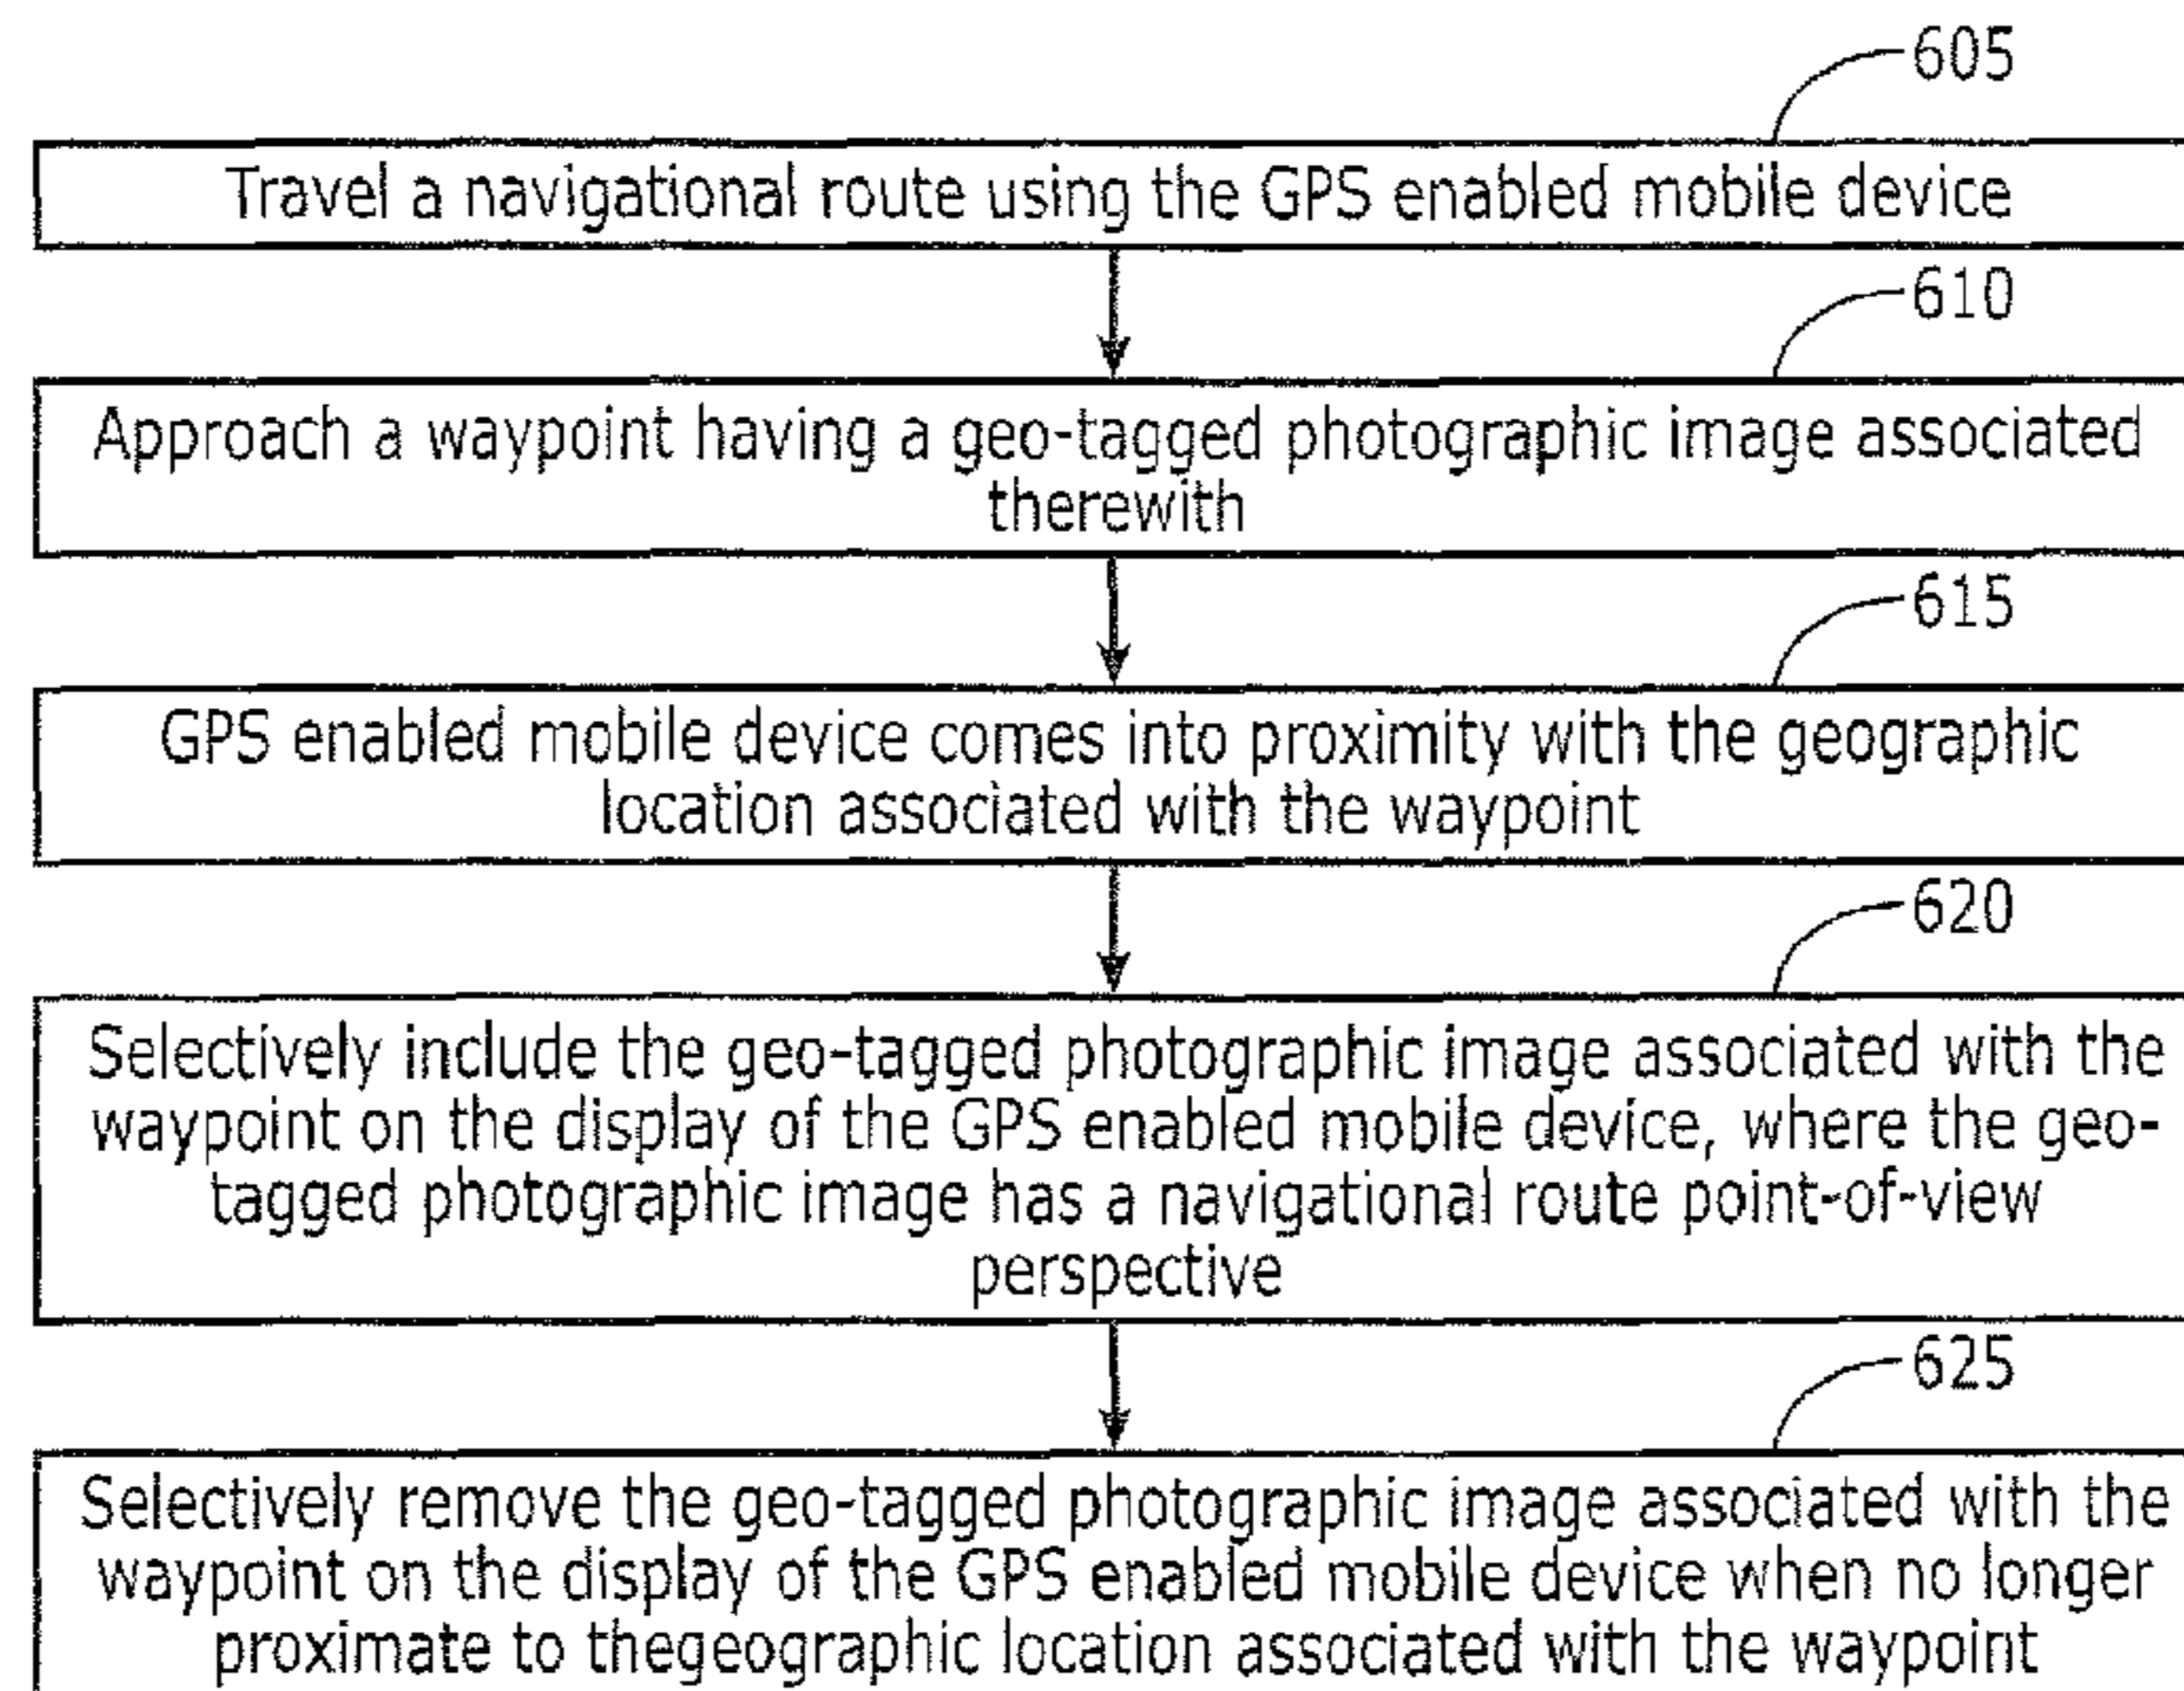 605
Travel a navigational route using the GPS enabled mobile device
610
Approach a waypoint having a geo-tagged photographic image associated
therewith
615
GPS enabled mobile device comes into proximity with the geographic
location associated with the waypoint
620
Selectively include the geo-tagged photographic image associated with the
waypoint on the display of the GPS enabled mobile device, where the geo-
tagged photographic image has a navigational route point-of-view
perspective
625
Selectively remove the geo-tagged photographic image associated with the
waypoint on the display of the GPS enabled mobile device when no longer
proximate to thegeographic location associated with the waypoint